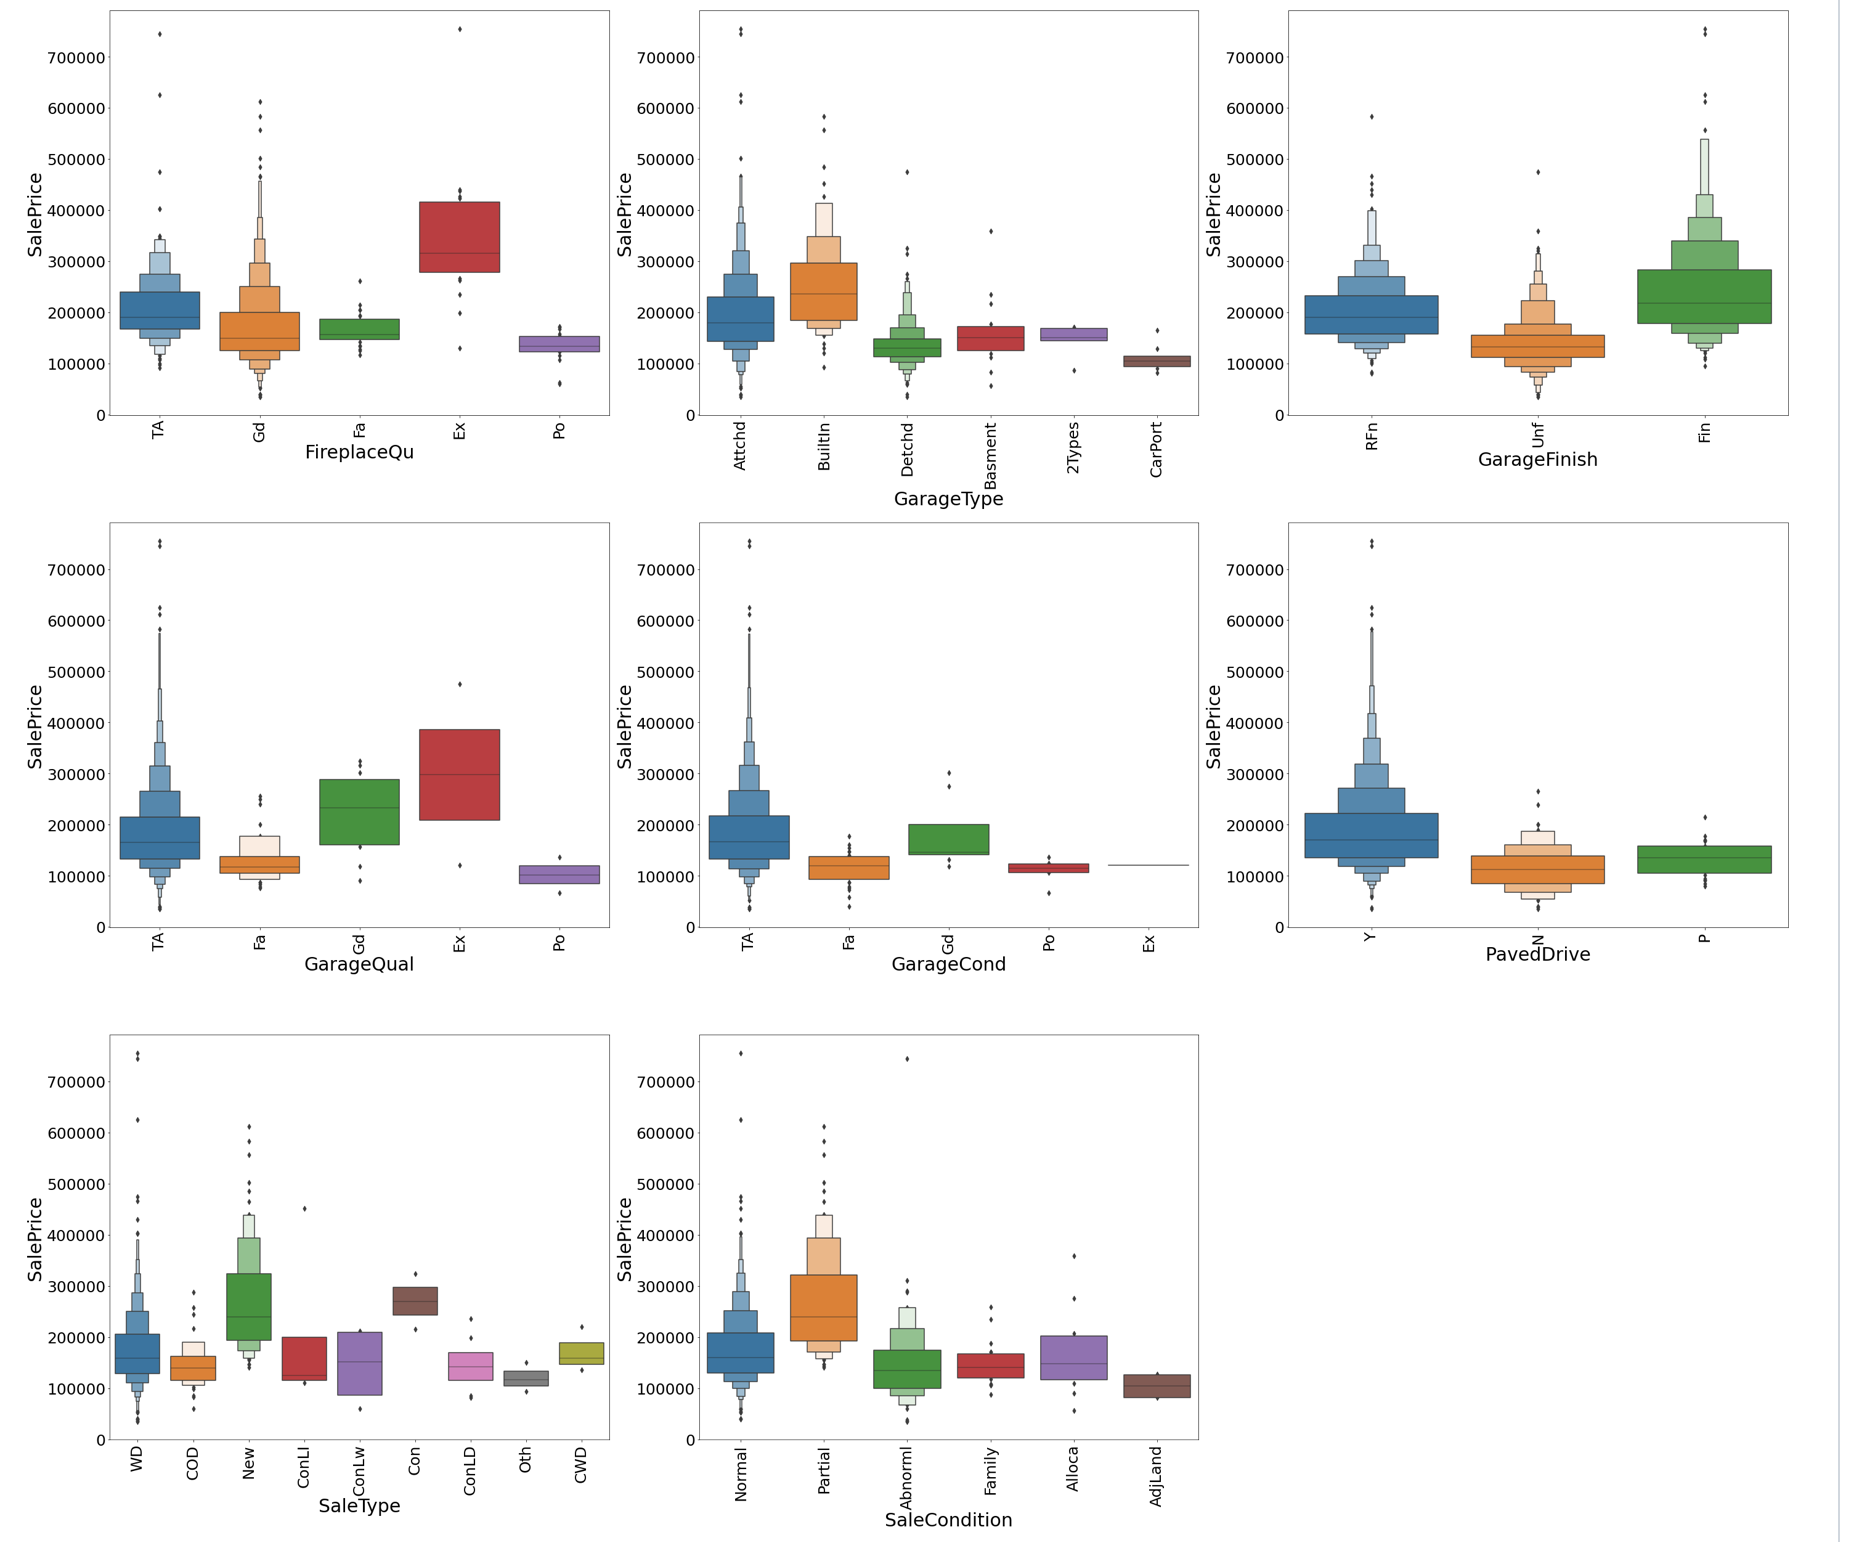 SalePrice
700000
600000
500000
400000
300000
200000
100000
0
TA Gd Fa Ex Po
FireplaceQu
SalePrice
700000
600000
500000
400000
300000
200000
100000
0
Attchd BuiltIn Detchd Basment 2Types CarPort
GarageType
SalePrice
700000
600000
500000
400000
300000
200000
100000
0
RFn Unf Fin
GarageFinish
SalePrice
700000
600000
500000
400000
300000
200000
100000
0
TA Fa Gd Ex Po
GarageQual
SalePrice
700000
600000
500000
400000
300000
200000
100000
0
TA Fa Gd Po Ex
GarageCond
SalePrice
700000
600000
500000
400000
300000
200000
100000
0
Y N P
PavedDrive
SalePrice
700000
600000
500000
400000
300000
200000
100000
0
WD COD New ConLI ConLw Con ConLD Oth CWD
SaleType
SalePrice
700000
600000
500000
400000
300000
200000
100000
0
Normal Partial Abnorml Family Alloca AdjLand
SaleCondition